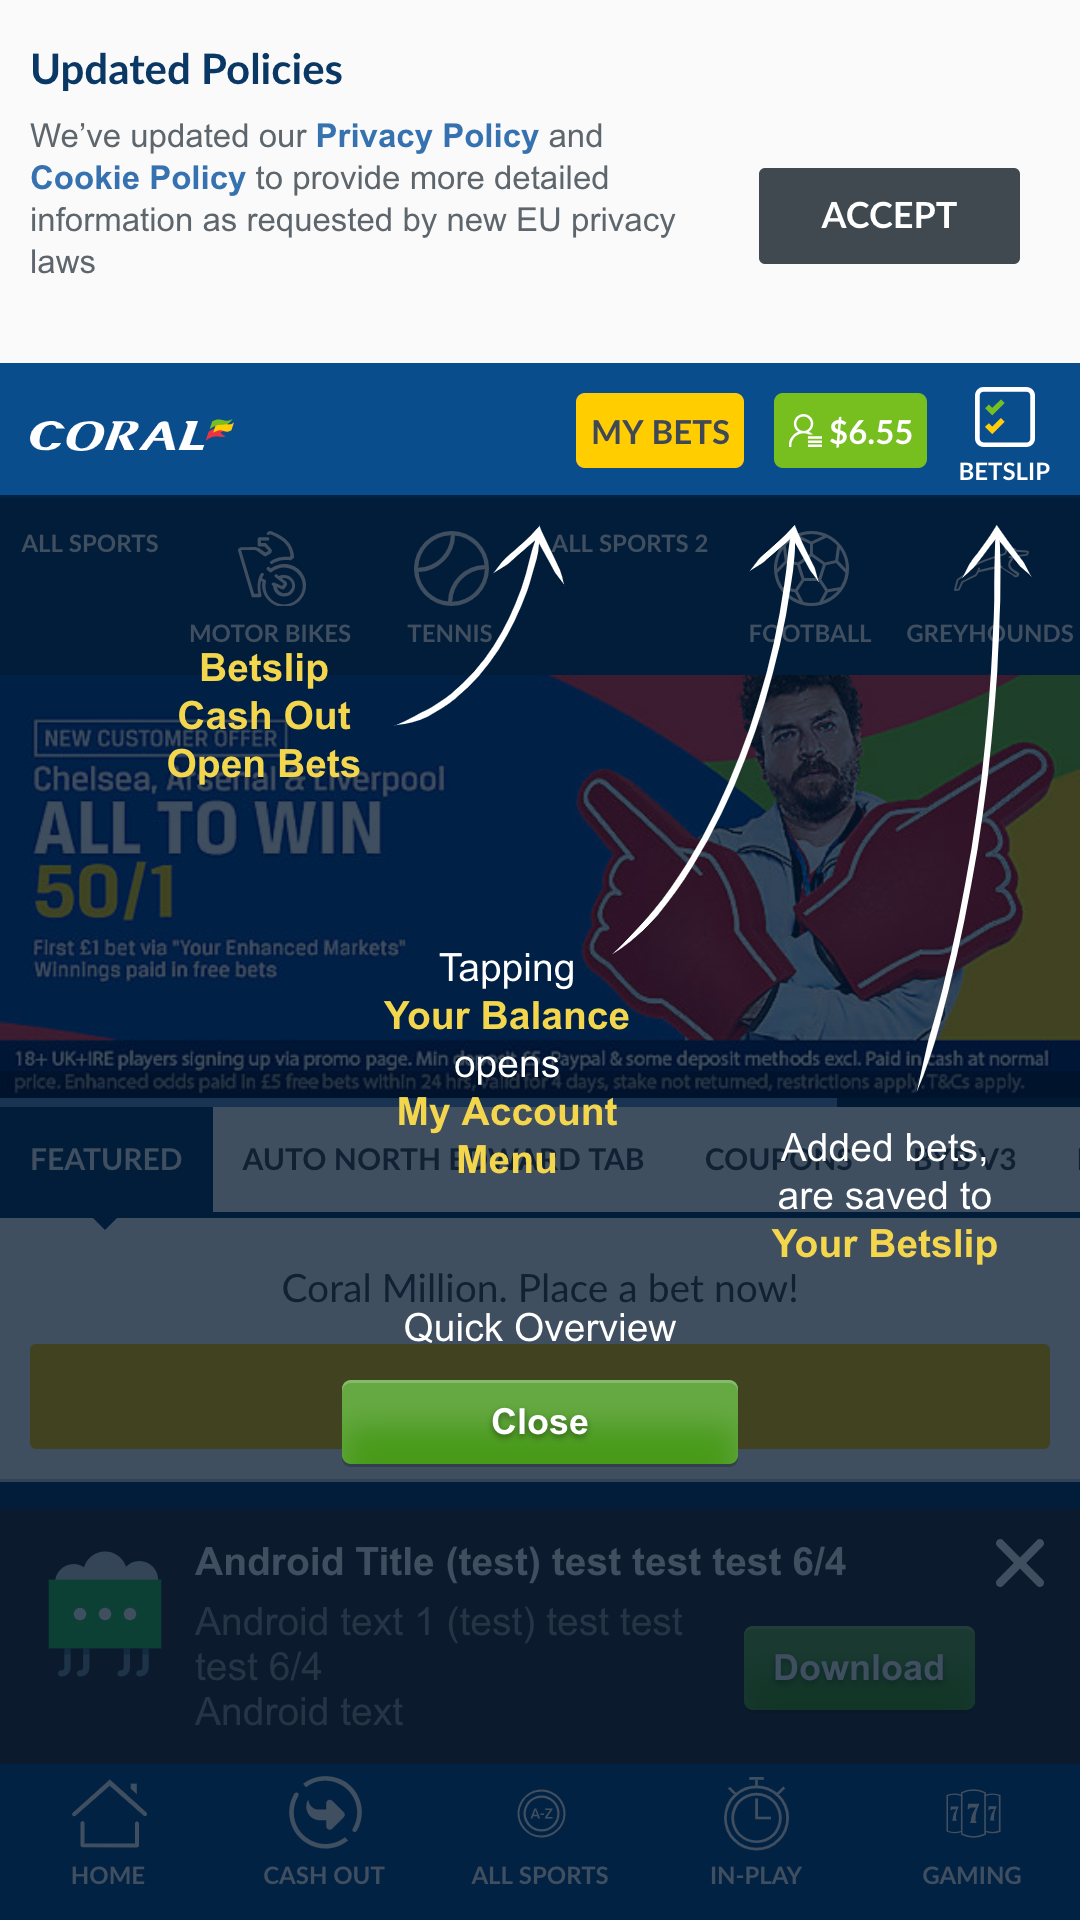 Updated Policies
We’ve updated our Privacy Policy and
Cookie Policy to provide more detailed
information as requested by new EU privacy
laws
ACCEPT
CORAL
MY BETS
$6.55
BETSLIP
ALL SPORTS
MOTOR BIKES
TENNIS
ALL SPORTS 2
FOOTBALL
GREYHOUNDS
Betslip
Cash Out
Open Bets
NEW CUSTOMER OFFER
Chelsea, Arsenal & Liverpool
ALL TO WIN
50/1
First £1 bet via "Your Enhanced Markets"
Winnings paid in free bets
Tapping
Your Balance
opens
My Account
Menu
18+ UK+IRE players signing up via promo page. Min deposit £5. Paypal & some deposit methods excl. Paid in cash at normal
price. Enhanced odds paid in £5 free bets within 24 hrs, valid for 4 days, stake not returned, restrictions apply. T&Cs apply.
FEATURED
AUTO NORTH TAB
COUPONS
BYB V3
Added bets,
are saved to
Your Betslip
Coral Million. Place a bet now!
Quick Overview
Close
Android Title (test) test test test 6/4
Android text 1 (test) test test
test 6/4
Android text
Download
HOME
CASH OUT
A-Z
ALL SPORTS
IN-PLAY
777
GAMING